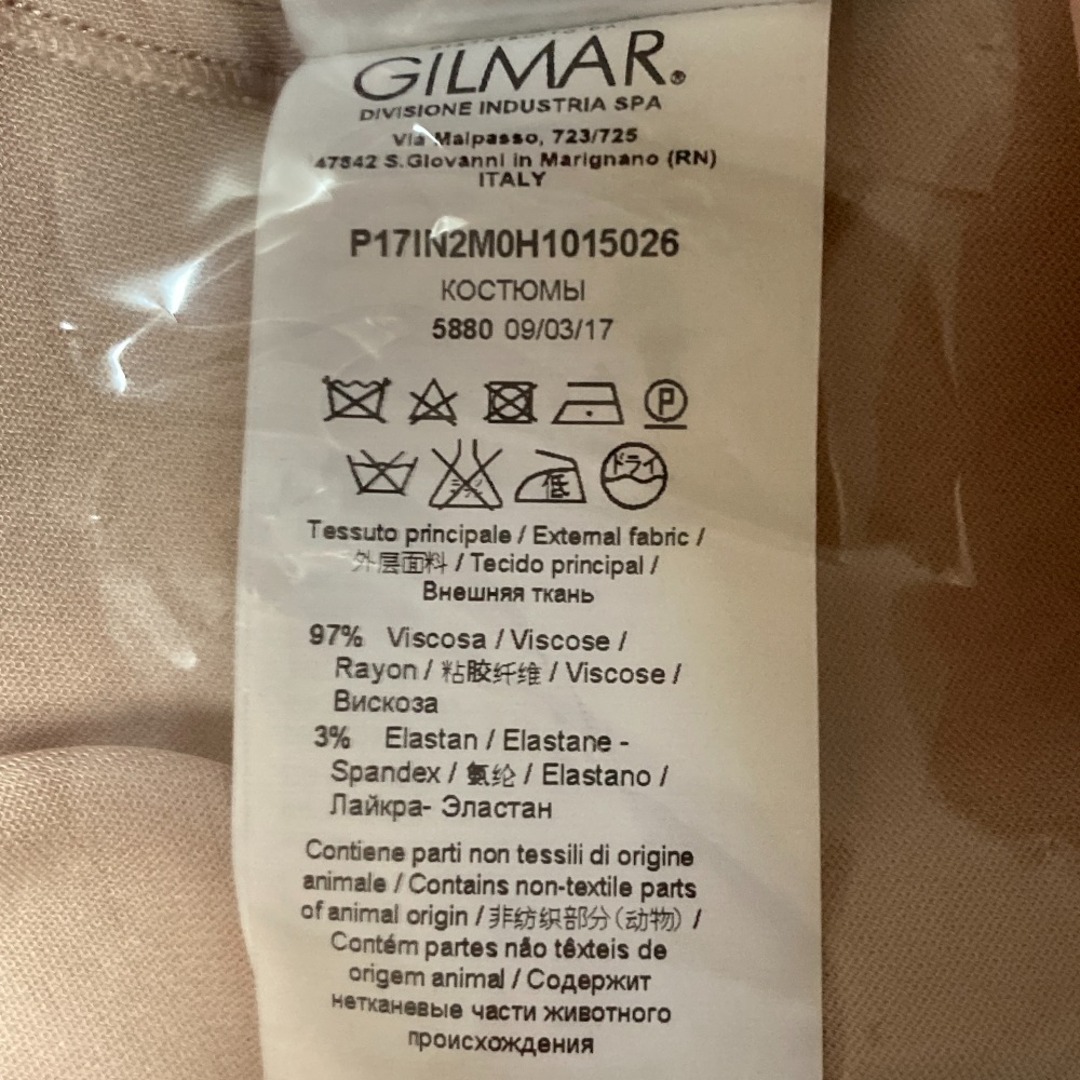 GILMAR®
DIVISIONE INDUSTRIA SPA
Via Malpasso, 723/725
47842 S.Giovanni in Marignano (RN)
ITALY
P17IN2M0H1015026
КОСТЮМЫ
5880 09/03/17
P
低 ドライ
Tessuto principale / External fabric /
外层面料 / Tecido principal /
Внешняя ткань
97% Viscosa / Viscose /
Rayon / 粘胶纤维 / Viscose /
Вискоза
3% Elastan / Elastane -
Spandex / 氨纶 / Elastano /
Лайкра- Эластан
Contiene parti non tessili di origine
animale / Contains non-textile parts
of animal origin / 非纺织部分(动物) /
Contém partes não têxteis de
origem animal / Содержит
нетканевые части животного
происхождения